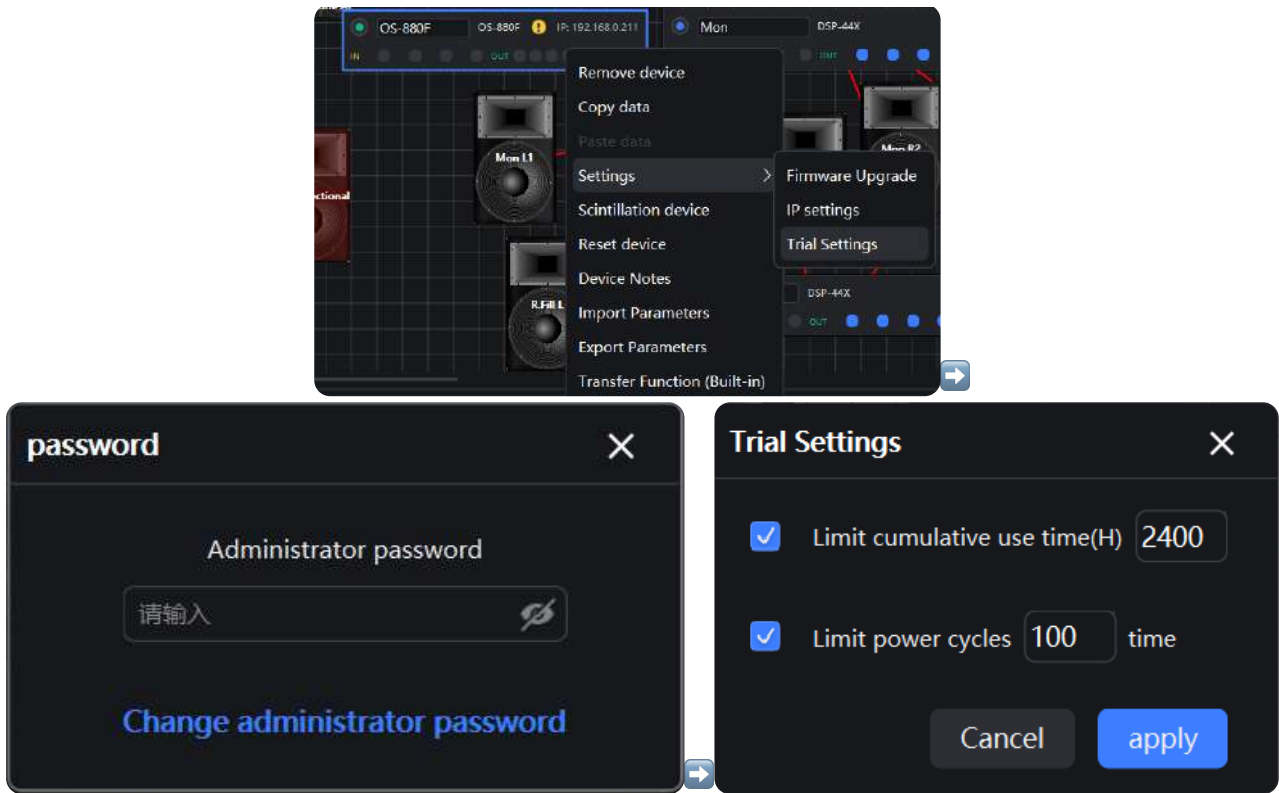 OS-880F OS-880F IP: 192.168.0.211 Mon DSP-44X
IN OUT OUT
Remove device
Copy data
Paste data
Mon L1
Mon R2
Settings
Firmware Upgrade
ctional
Scintillation device
IP settings
Reset device
Trial Settings
Device Notes
DSP-44X
R.Fill L
Import Parameters
OUT
Export Parameters
Transfer Function (Built-in)
password
Administrator password
请输入
Change administrator password
Trial Settings
Limit cumulative use time(H) 2400
Limit power cycles 100 time
Cancel apply